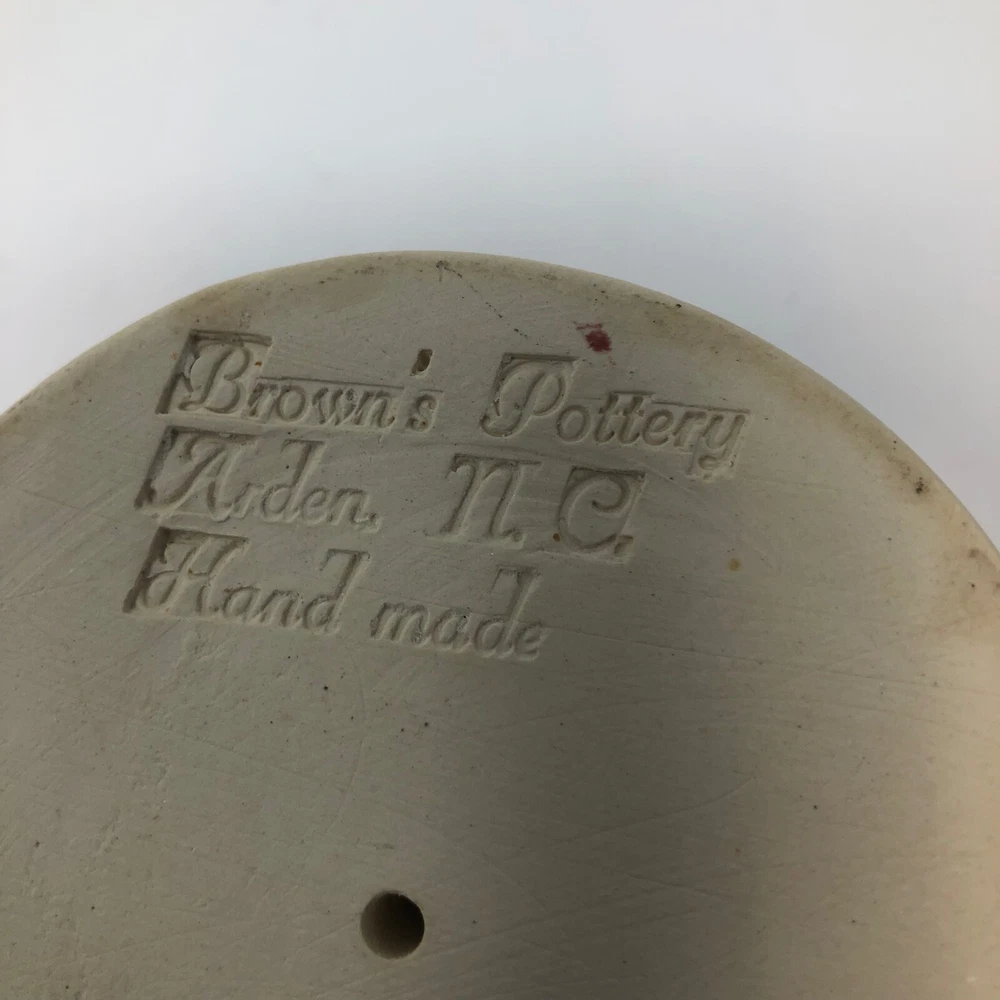 Brown's Pottery
Arden, N.C.
Hand made